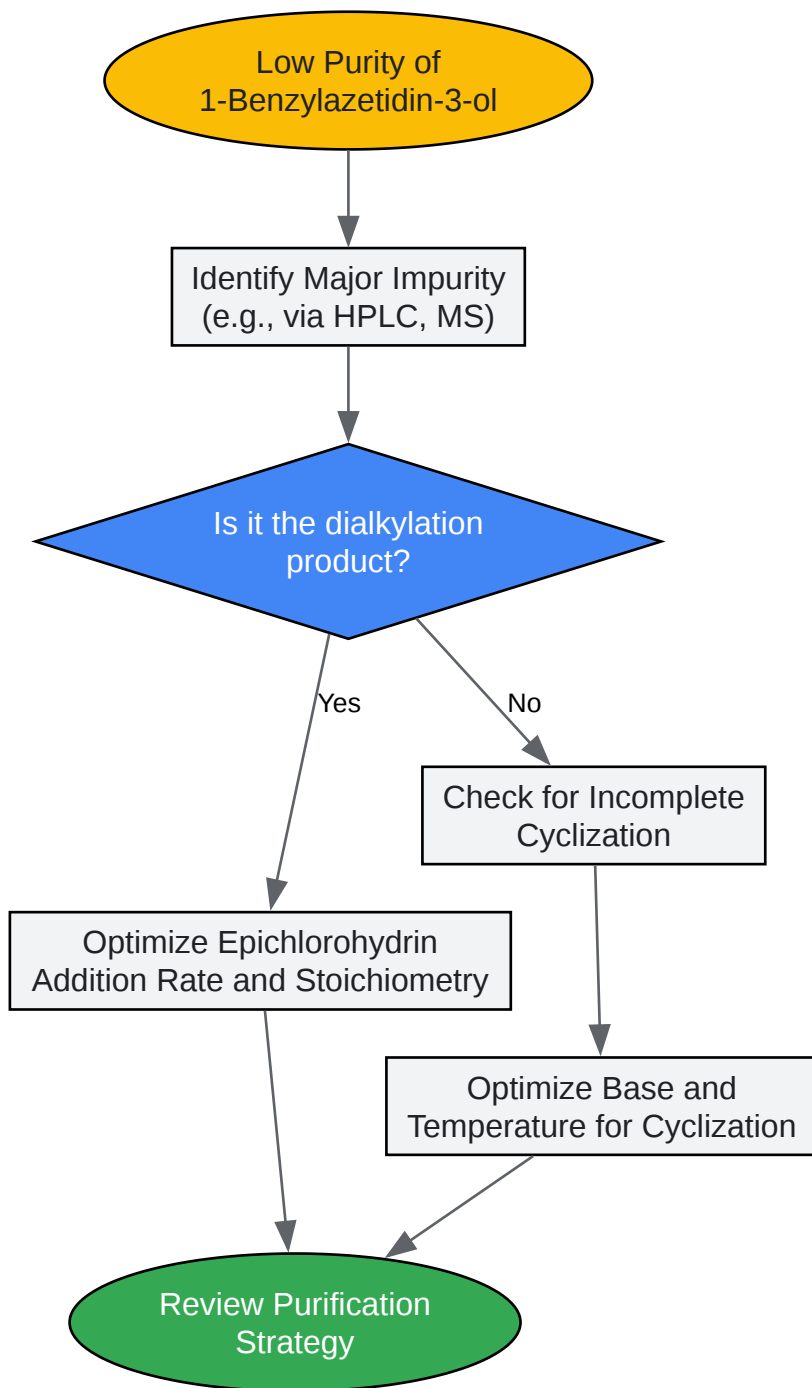 Low Purity of
1-Benzylazetidin-3-ol
Identify Major Impurity
(e.g., via HPLC, MS)
Is it the dialkylation
product?
Yes
No
Check for Incomplete
Cyclization
Optimize Epichlorohydrin
Addition Rate and Stoichiometry
Optimize Base and
Temperature for Cyclization
Review Purification
Strategy